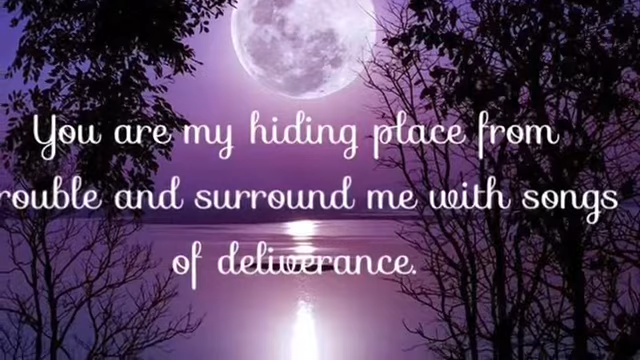 You are my hiding place from
rouble and surround me with songs
of deliverance.